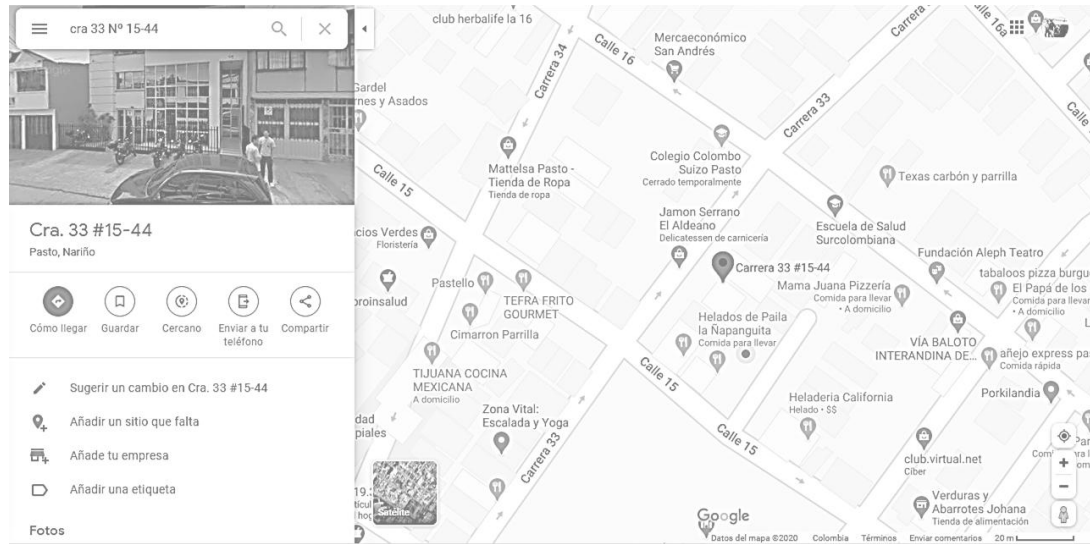 cra 33 Nº 15-44
Cra. 33 #15-44
Pasto, Nariño
Cómo llegar
Guardar
Cercano
Enviar a tu
teléfono
Compartir
Sugerir un cambio en Cra. 33 #15-44
Añadir un sitio que falta
Añade tu empresa
Añadir una etiqueta
Fotos
club herbalife la 16
Carrera 34
Calle 16
Mercaeconómico
San Andrés
Carrera 33
Calle 16a
Calle
Gardel
rnes y Asados
Calle 15
Mattelsa Pasto -
Tienda de Ropa
Tienda de ropa
Colegio Colombo
Suizo Pasto
Cerrado temporalmente
Texas carbón y parrilla
Jamon Serrano
El Aldeano
Delicatessen de carnicería
Escuela de Salud
Surcolombiana
cios Verdes
Floristería
Carrera 33 #15-44
Fundación Aleph Teatro
proinsalud
Pastello
TEFRA FRITO
GOURMET
Mama Juana Pizzería
Comida para llevar
• A domicilio
tabaloos pizza burgu
El Papá de los
Comida para llevar
• A domicilio
Cimarron Parrilla
Helados de Paila
la Ñapanguita
Comida para llevar
VÍA BALOTO
INTERANDINA DE...
añejo express pa
Comida rápida
TIJUANA COCINA
MEXICANA
A domicilio
Calle 15
Porkilandia
Heladeria California
Helado • $$
dad
piales
Zona Vital:
Escalada y Yoga
Carrera 33
Calle 15
club.virtual.net
Cíber
Satélite
Verduras y
Abarrotes Johana
Tienda de alimentación
Google
Datos del mapa ©2020
Colombia
Términos
Enviar comentarios
20 m